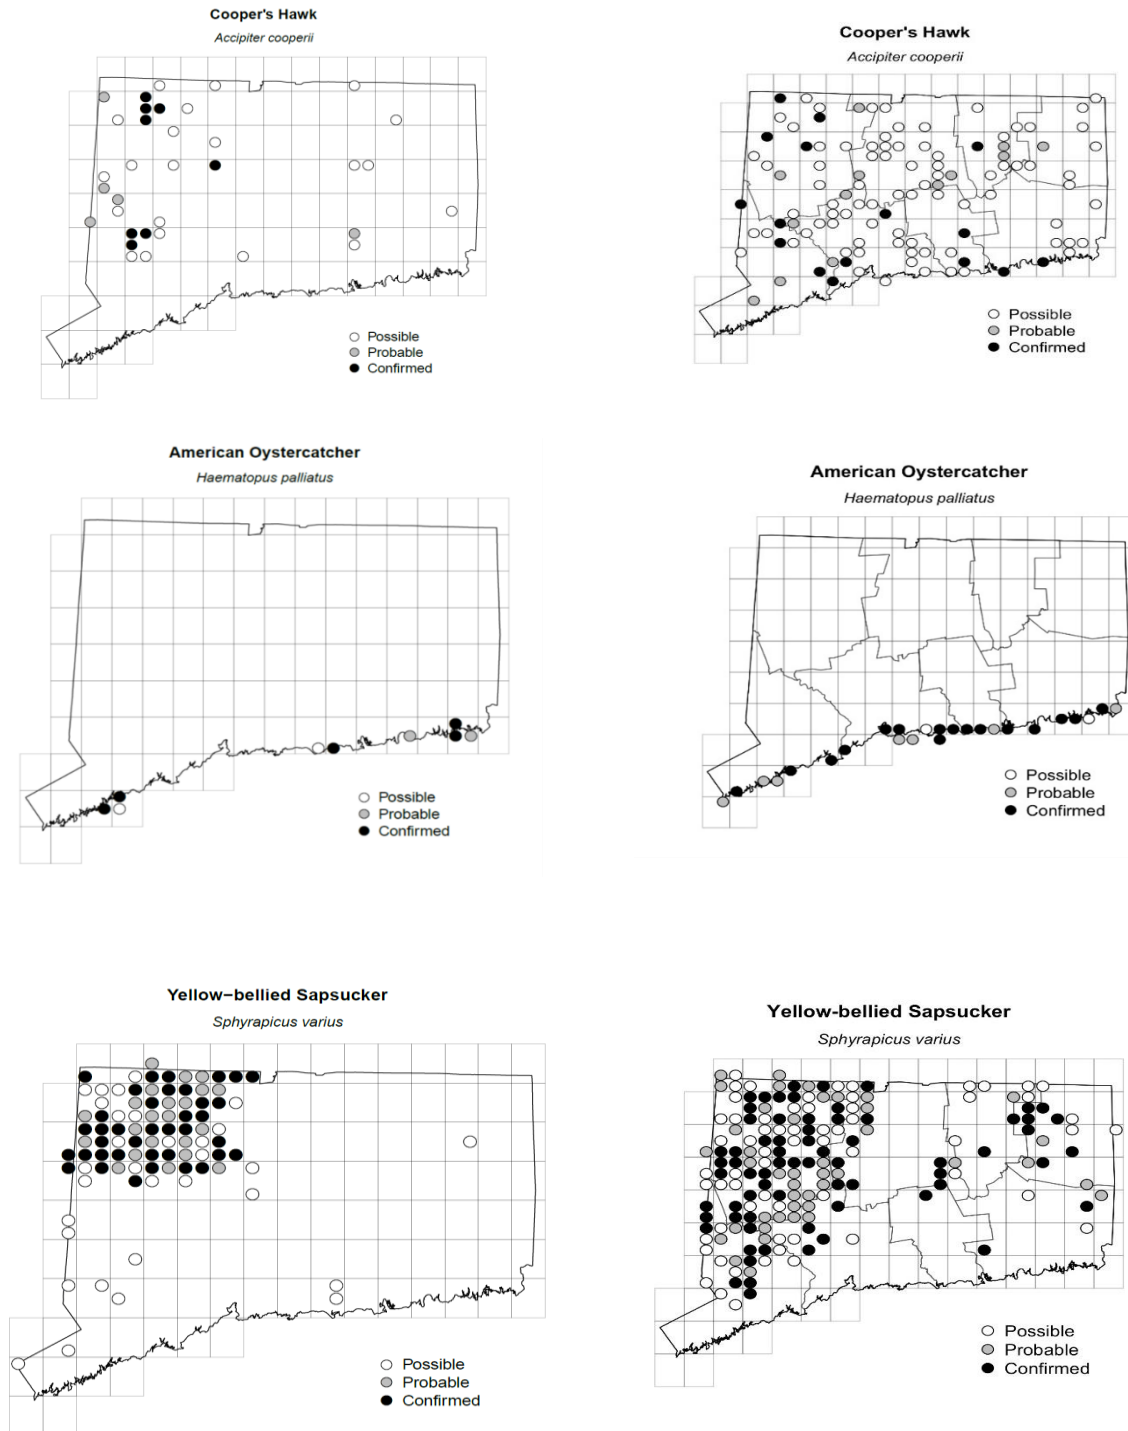 Cooper's Hawk
Accipiter cooperii
Possible
Probable
Confirmed
Cooper's Hawk
Accipiter cooperii
Possible
Probable
Confirmed
American Oystercatcher
Haematopus palliatus
Possible
Probable
Confirmed
American Oystercatcher
Haematopus palliatus
Possible
Probable
Confirmed
Yellow−bellied Sapsucker
Sphyrapicus varius
Possible
Probable
Confirmed
Yellow-bellied Sapsucker
Sphyrapicus varius
Possible
Probable
Confirmed